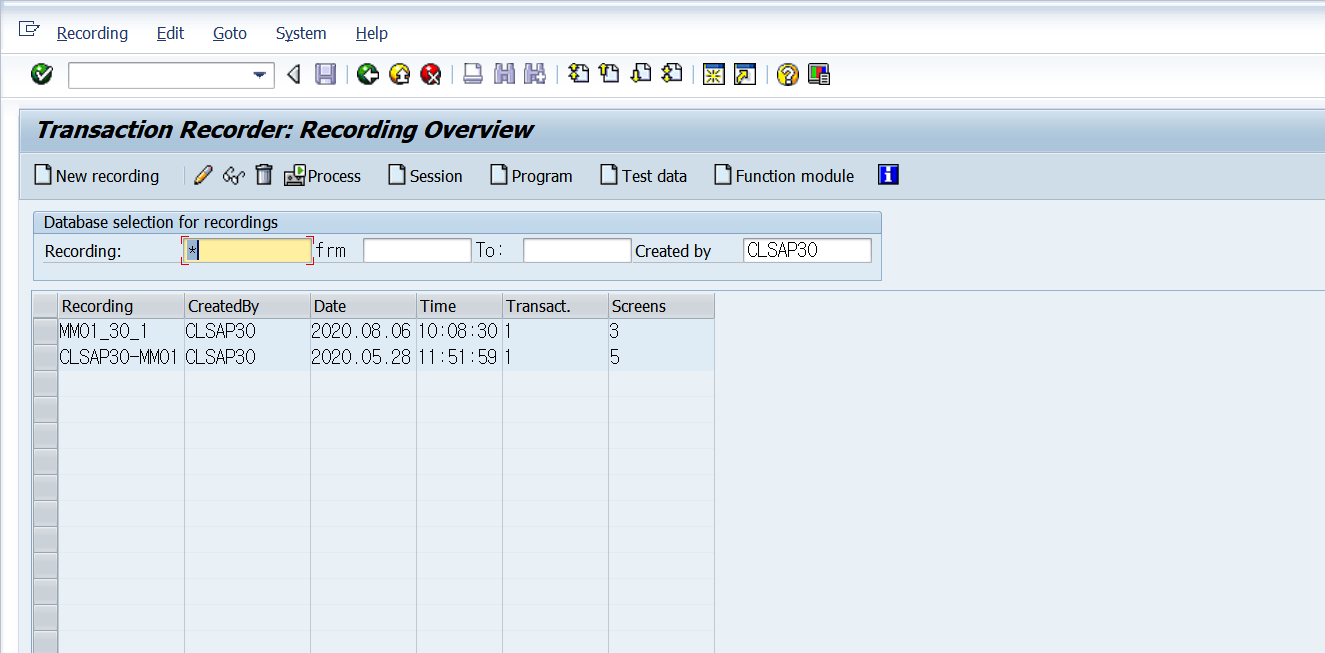 Recording Edit Goto System Help
Transaction Recorder: Recording Overview
New recording Process Session Program Test data Function module
Database selection for recordings
Recording: * frm To: Created by CLSAP30
Recording CreatedBy Date Time Transact. Screens
MM01_30_1 CLSAP30 2020.08.06 10:08:30 1 3
CLSAP30-MM01 CLSAP30 2020.05.28 11:51:59 1 5